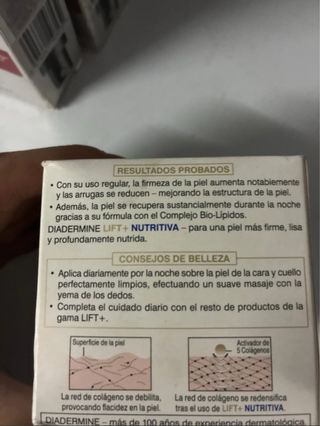 RESULTADOS PROBADOS
• Con su uso regular, la firmeza de la piel aumenta notablemente
y las arrugas se reducen – mejorando la estructura de la piel.
• Además, la piel se recupera sustancialmente durante la noche
gracias a su fórmula con el Complejo Bio-Lípidos.
DIADERMINE LIFT+ NUTRITIVA – para una piel más firme, lisa
y profundamente nutrida.
CONSEJOS DE BELLEZA
• Aplica diariamente por la noche sobre la piel de la cara y cuello
perfectamente limpios, efectuando un suave masaje con la
yema de los dedos.
• Completa el cuidado diario con el resto de productos de la
gama LIFT+.
Superficie de la piel
Activador de
5 Colágenos
La red de colágeno se debilita,
provocando flacidez en la piel.
La red de colágeno se redensifica
tras el uso de LIFT+ NUTRITIVA.
DIADERMINE – más de 100 años de experiencia dermatológica